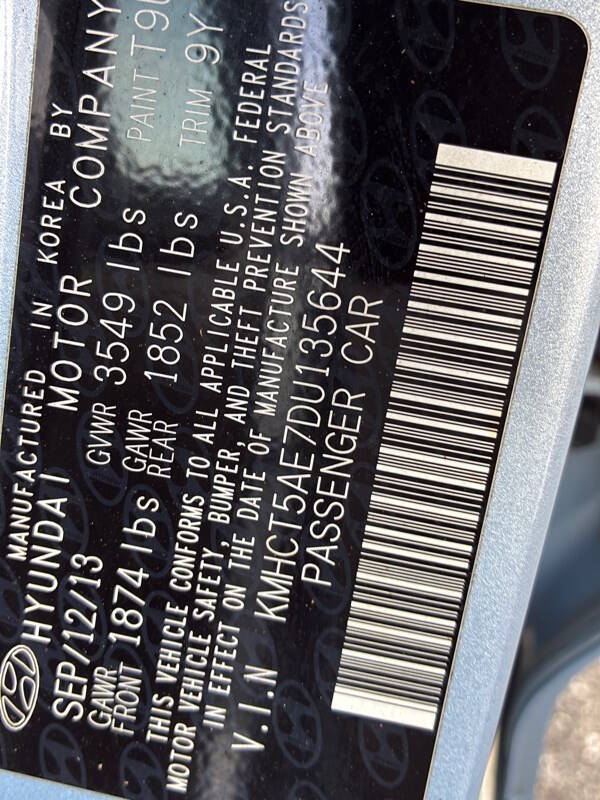 MANUFACTURED IN KOREA BY
HYUNDAI MOTOR COMPANY
SEP/12/13 GVWR 3549 lbs PAINT T9U
GAWR FRONT 1874 lbs GAWR REAR 1852 lbs TRIM 9Y
THIS VEHICLE CONFORMS TO ALL APPLICABLE U.S.A. FEDERAL
MOTOR VEHICLE SAFETY, BUMPER, AND THEFT PREVENTION STANDARDS
IN EFFECT ON THE DATE OF MANUFACTURE SHOWN ABOVE
V.I.N KMHCT5AE7DU135644
PASSENGER CAR